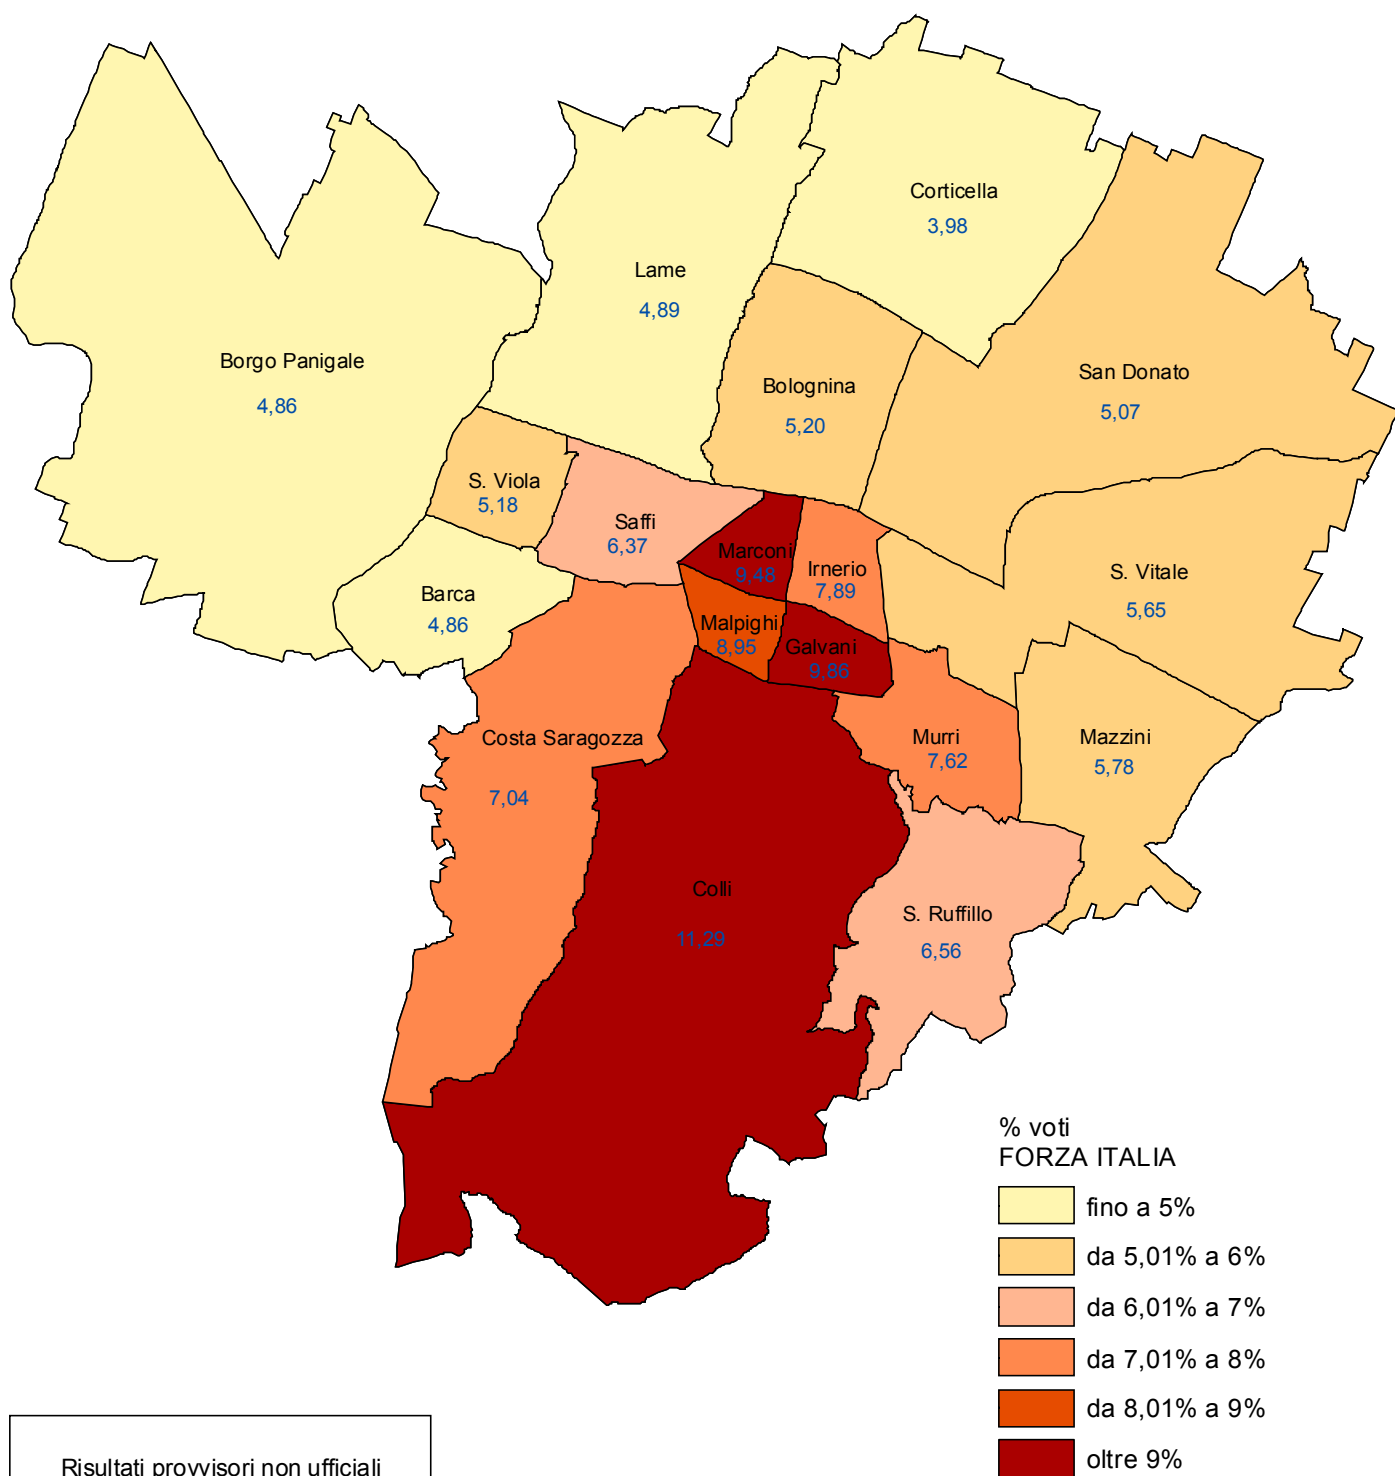 Corticella
3,98
Lame
4,89
Borgo Panigale
4,86
Bolognina
5,20
San Donato
5,07
S. Viola
5,18
Saffi
6,37
Marconi
9,48
Irnerio
7,89
S. Vitale
5,65
Barca
4,86
Malpighi
8,95
Galvani
9,86
Costa Saragozza
7,04
Murri
7,62
Mazzini
5,78
Colli
11,29
S. Ruffillo
6,56
% voti
FORZA ITALIA
fino a 5%
da 5,01% a 6%
da 6,01% a 7%
da 7,01% a 8%
da 8,01% a 9%
oltre 9%
Risultati provvisori non ufficiali